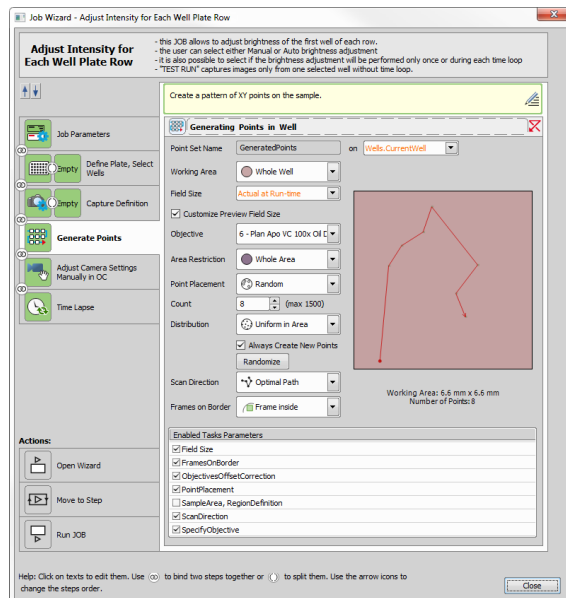 Job Wizard - Adjust Intensity for Each Well Plate Row
Adjust Intensity for
Each Well Plate Row
- this JOB allows to adjust brightness of the first well of each row.
- the user can select either Manual or Auto brightness adjustment
- it is also possible to select if the brightness adjustment will be performed only once or during each time loop
- "TEST RUN" captures images only from one selected well without time loop.
Create a pattern of XY points on the sample.
Job Parameters
Empty
Define Plate, Select
Wells
Empty
Capture Definition
Generate Points
Adjust Camera Settings
Manually in OC
Time Lapse
Generating Points in Well
Point Set Name
GeneratedPoints
on
Wells.CurrentWell
Working Area
Whole Well
Field Size
Actual at Run-time
Customize Preview Field Size
Objective
6 - Plan Apo VC 100x Oil D
Area Restriction
Whole Area
Point Placement
Random
Count
8
(max 1500)
Distribution
Uniform in Area
Always Create New Points
Randomize
Scan Direction
Optimal Path
Frames on Border
Frame inside
Working Area: 6.6 mm x 6.6 mm
Number of Points: 8
Enabled Tasks Parameters
Field Size
FramesOnBorder
ObjectivesOffsetCorrection
PointPlacement
SampleArea, RegionDefinition
ScanDirection
SpecifyObjective
Actions:
Open Wizard
Move to Step
Run JOB
Help: Click on texts to edit them. Use to bind two steps together or to split them. Use the arrow icons to
change the steps order.
Close